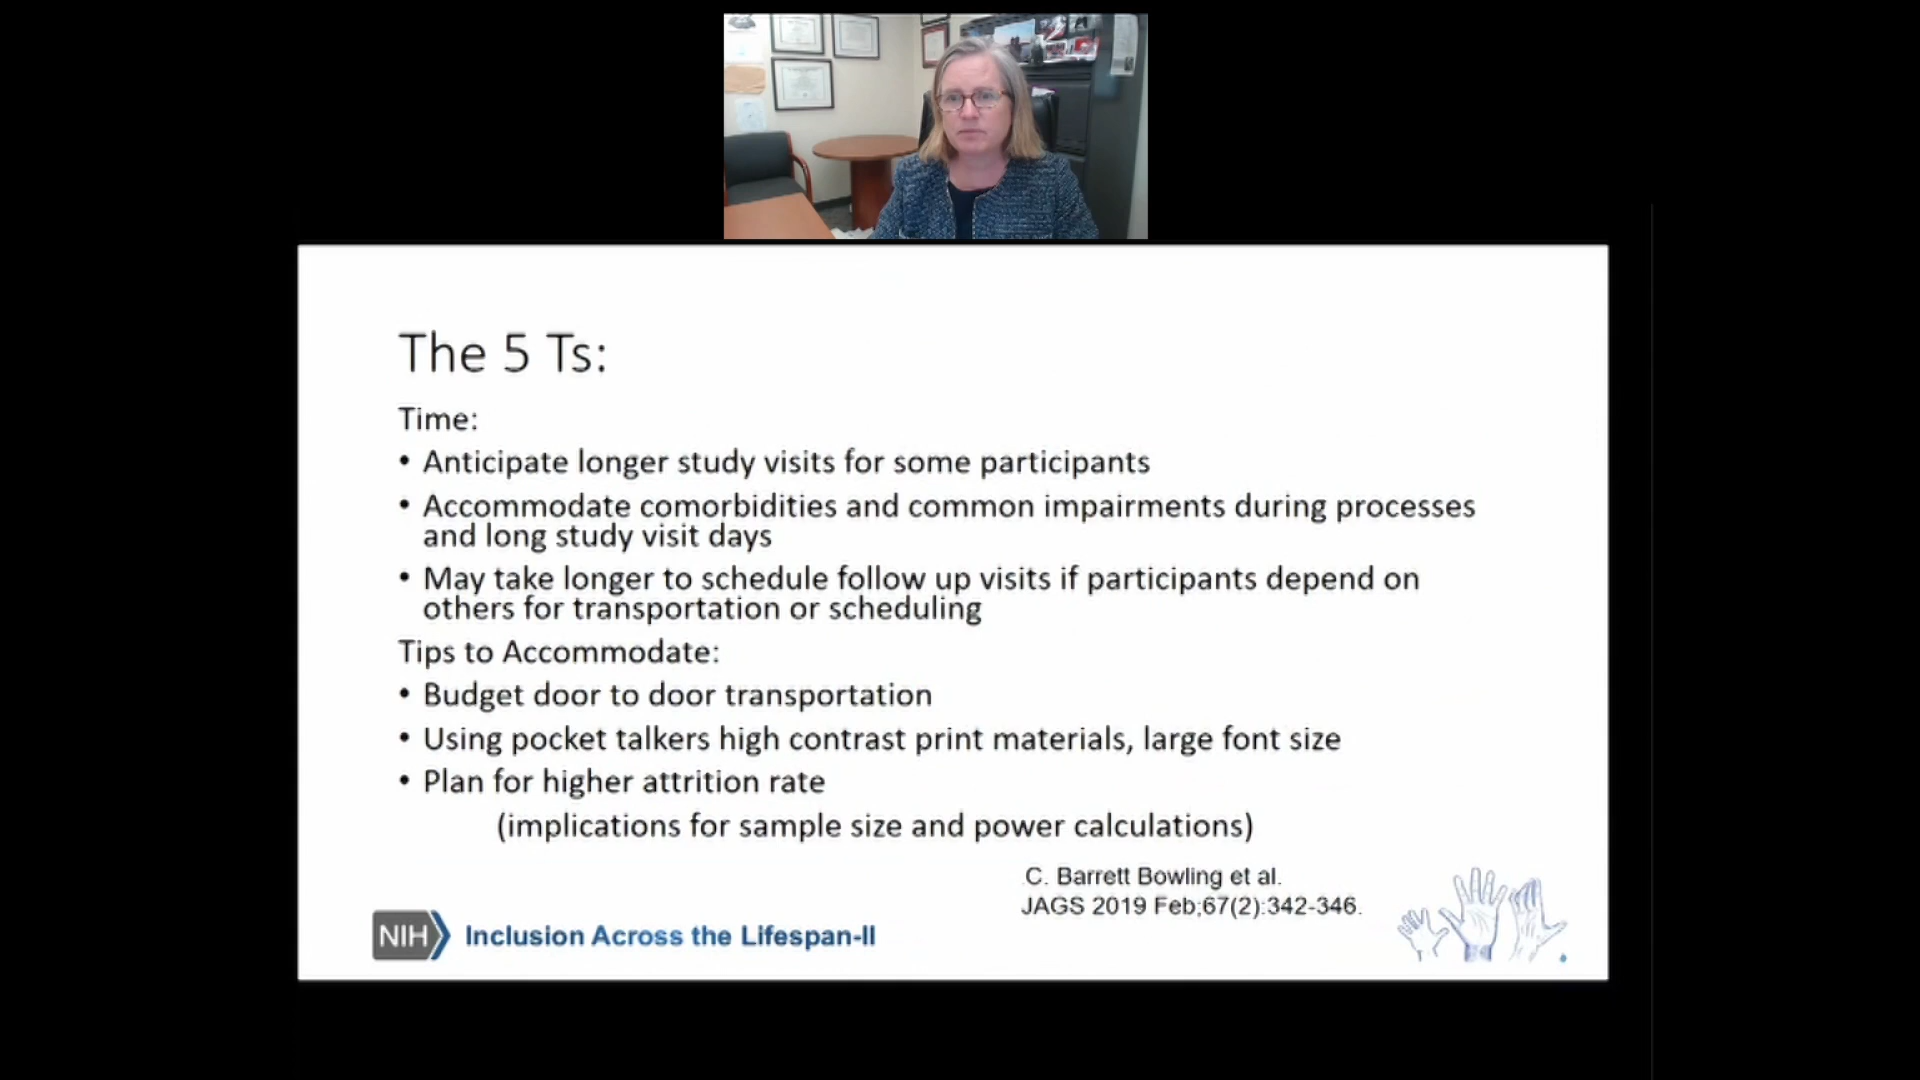 The 5 Ts:
Time:
• Anticipate longer study visits for some participants
• Accommodate comorbidities and common impairments during processes
and long study visit days
• May take longer to schedule follow up visits if participants depend on
others for transportation or scheduling
Tips to Accommodate:
• Budget door to door transportation
• Using pocket talkers high contrast print materials, large font size
• Plan for higher attrition rate
(implications for sample size and power calculations)
C. Barrett Bowling et al.
JAGS 2019 Feb;67(2):342-346.
NIH Inclusion Across the Lifespan-II